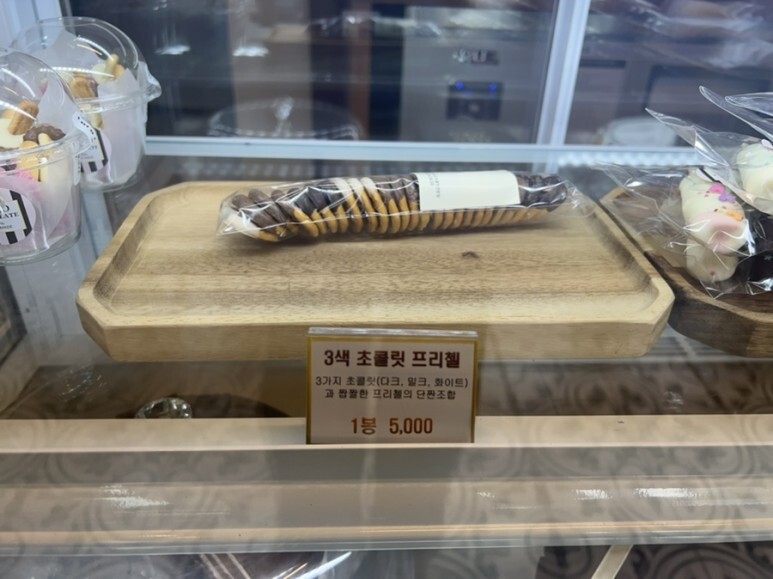 3색 초콜릿 프리첼
3가지 초콜릿(다크, 밀크, 화이트)
과 짭짤한 프리첼의 단짠조합
1봉 5,000